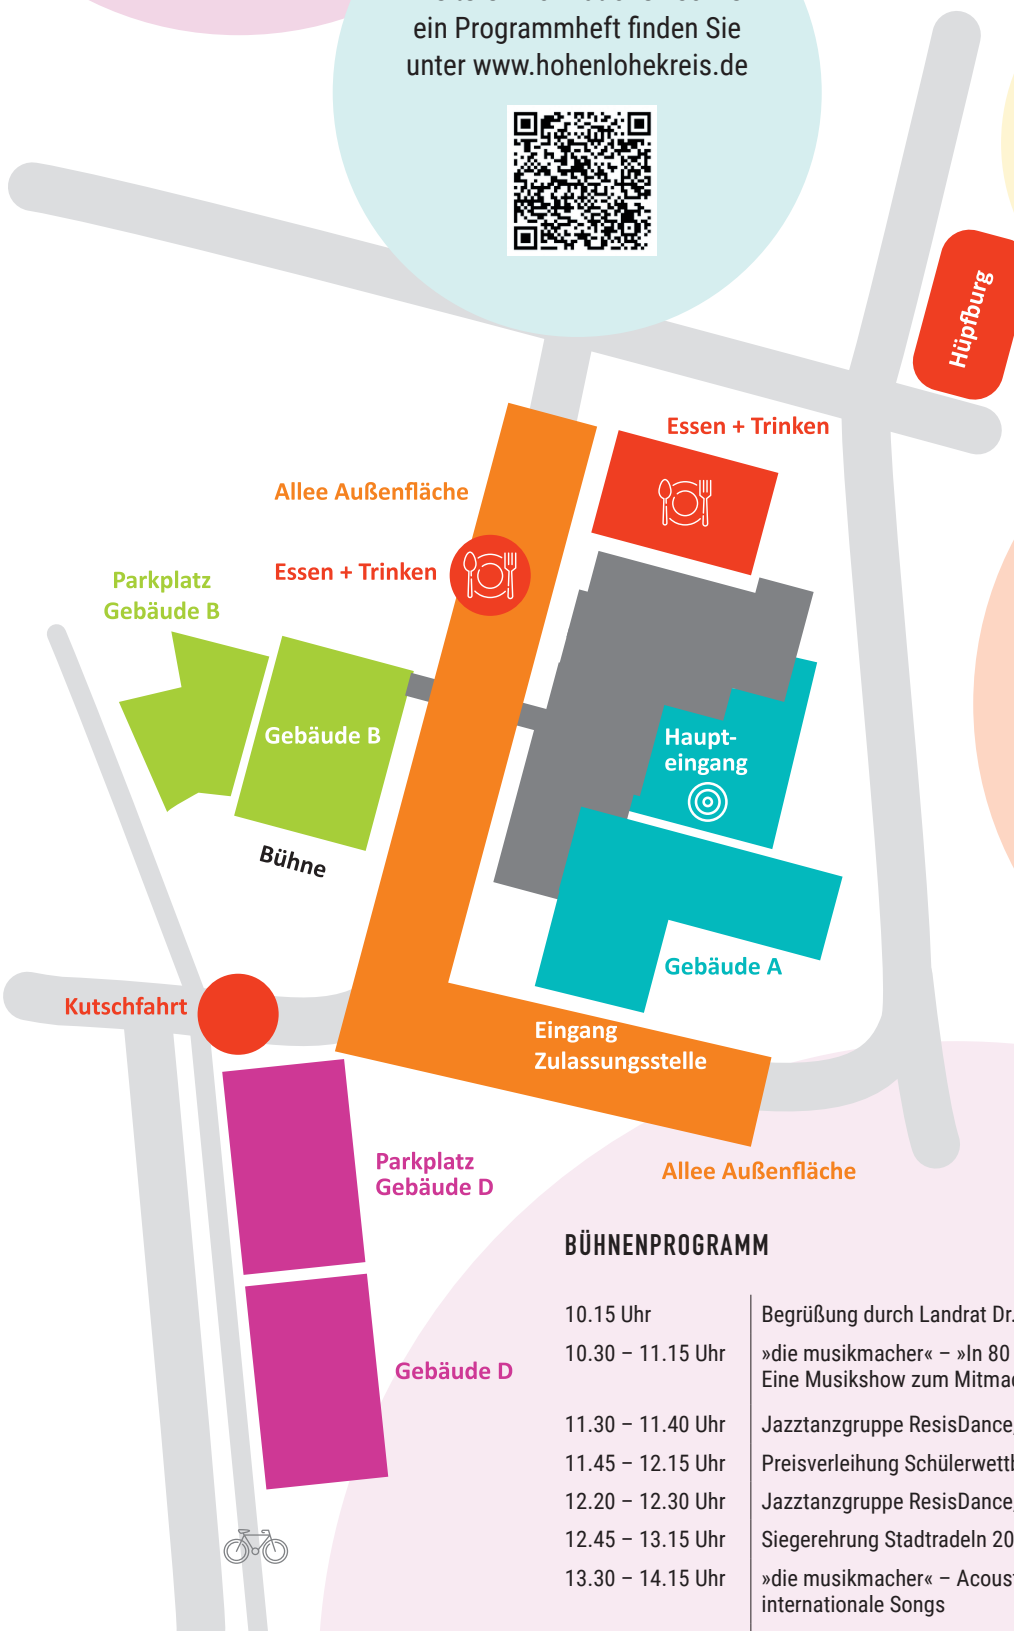 ein Programmheft finden Sie
unter www.hohenlohekreis.de
Hüpfburg
Essen + Trinken
Allee Außenfläche
Essen + Trinken
Parkplatz
Gebäude B
Gebäude B
Haupt-
eingang
Bühne
Gebäude A
Kutschfahrt
Eingang
Zulassungsstelle
Parkplatz
Gebäude D
Allee Außenfläche
Gebäude D
BÜHNENPROGRAMM
10.15 Uhr Begrüßung durch Landrat Dr.
10.30 – 11.15 Uhr »die musikmacher« – »In 80
Eine Musikshow zum
11.30 – 11.40 Uhr Jazztanzgruppe ResisDance,
11.45 – 12.15 Uhr Preisverleihung
12.20 – 12.30 Uhr Jazztanzgruppe ResisDance,
12.45 – 13.15 Uhr Siegerehrung Stadtradeln
13.30 – 14.15 Uhr »die musikmacher« –
internationale Songs